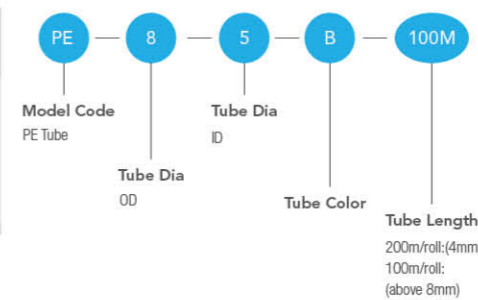 PE — 8 — 5 — B — 100M
Model Code
PE Tube
Tube Dia
ID
Tube Dia
OD
Tube Color
Tube Length
200m/roll:(4mm
100m/roll:
(above 8mm)